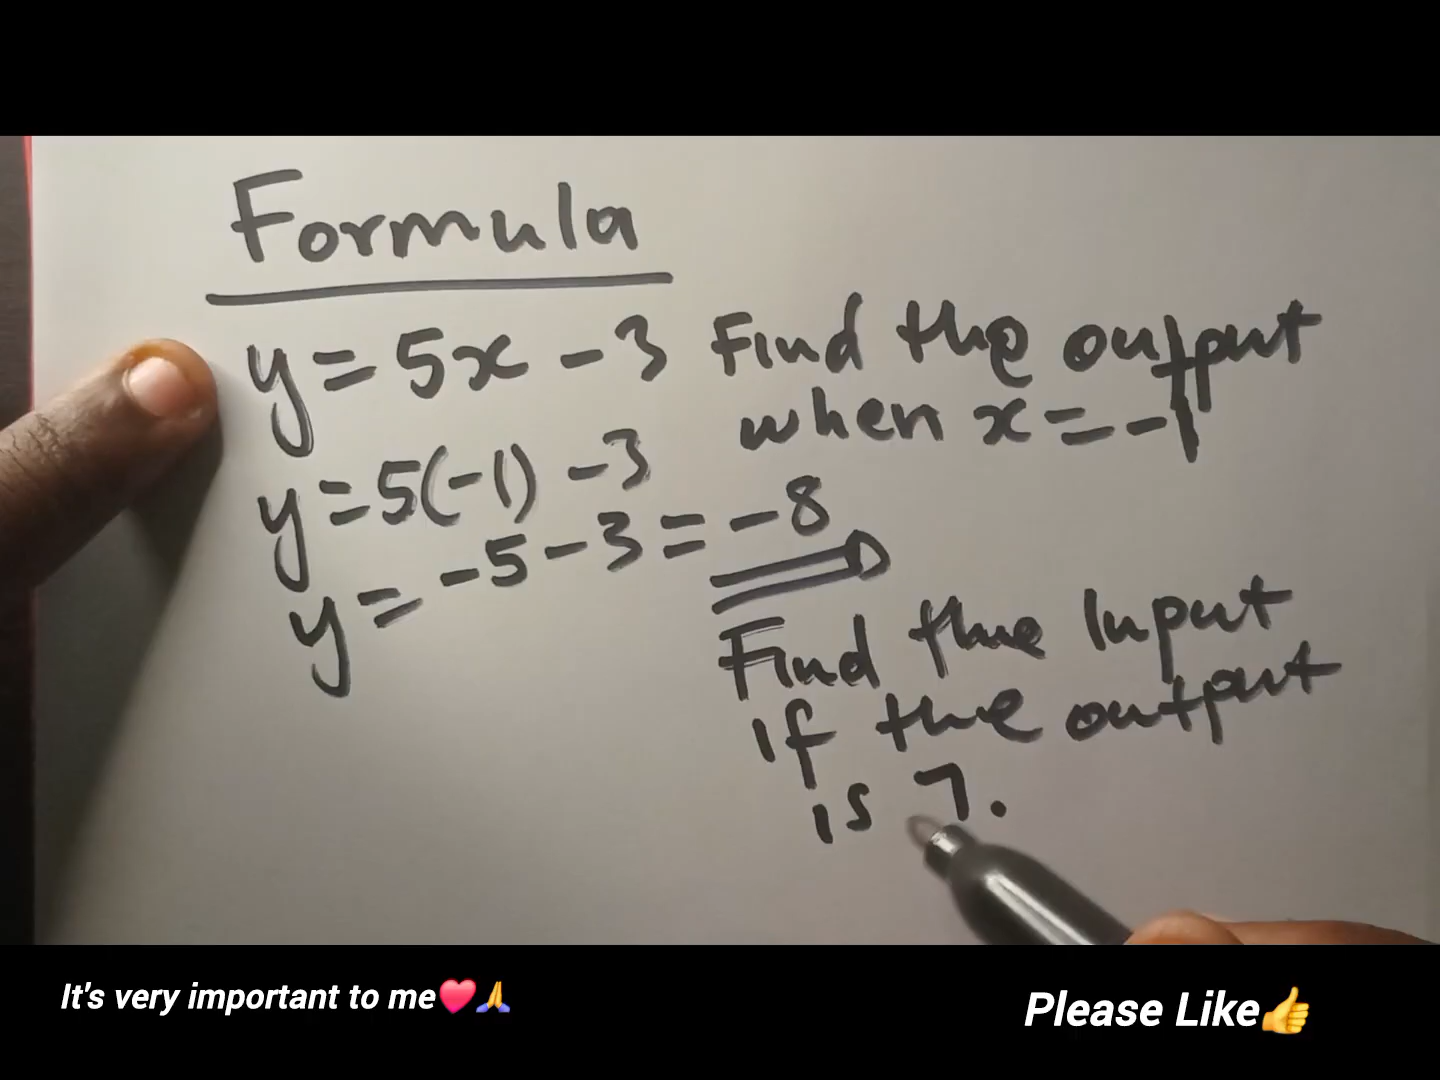 Formula
y = 5x - 3 Find the output
when x = -1
y = 5(-1) - 3
y = -5 - 3 = -8
Find the Input
if the output
is 7.
It's very important to me❤️🙏
Please Like👍